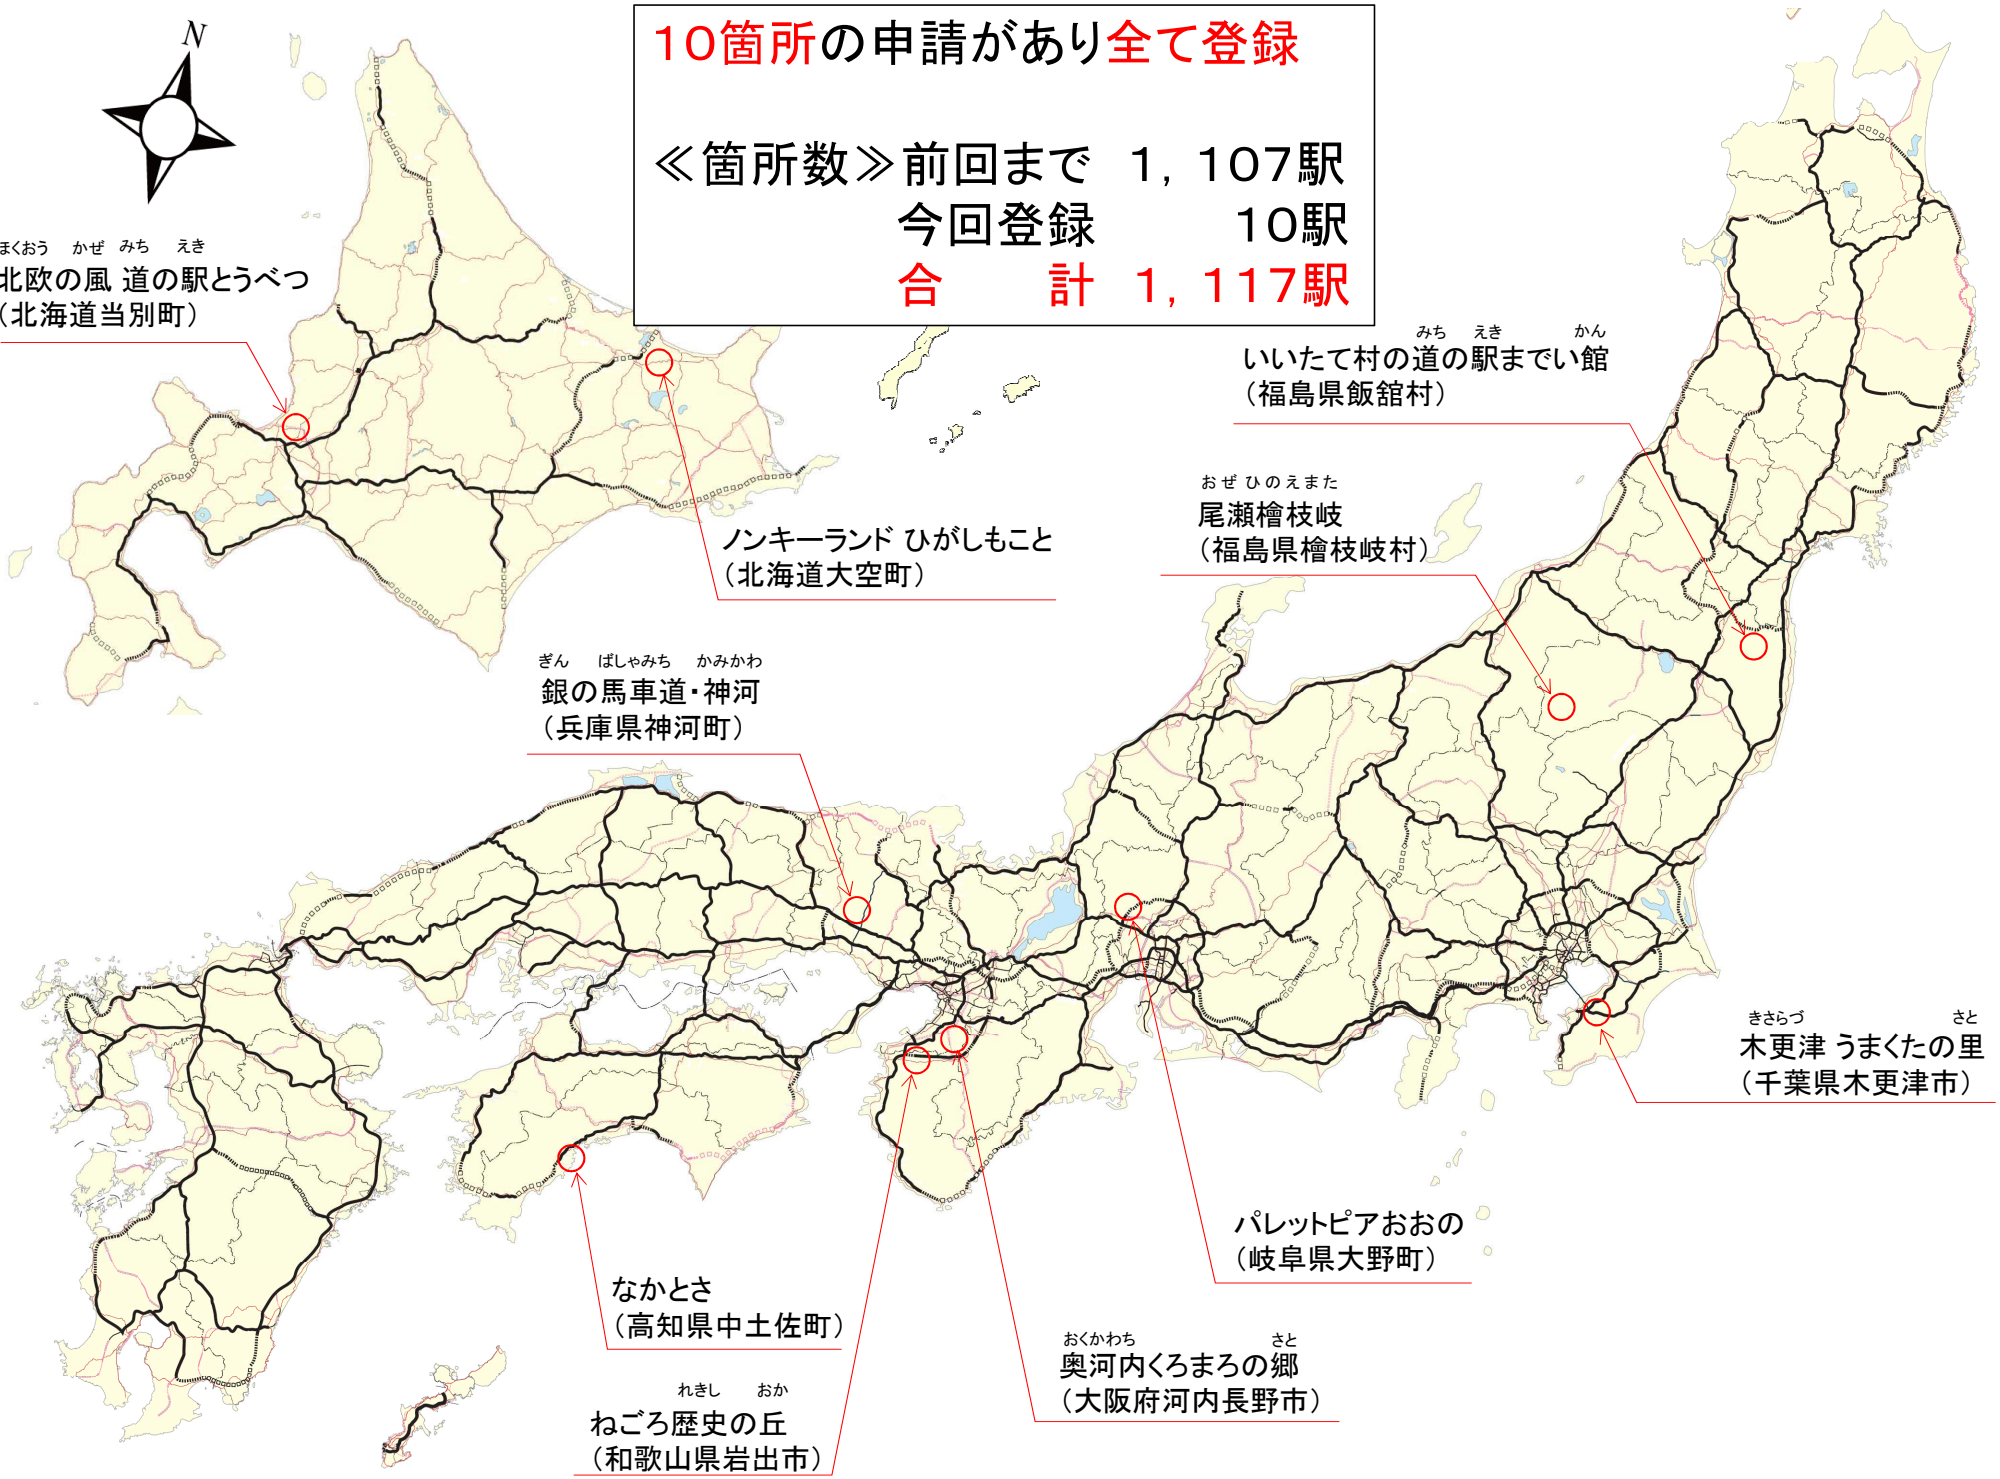 N
10箇所の申請があり全て登録
≪箇所数≫前回まで 1,107駅
今回登録 10駅
合 計 1,117駅
ほくおう かぜ みち えき
北欧の風 道の駅とうべつ
(北海道当別町)
ノンキーランド ひがしもこと
(北海道大空町)
みち えき かん
いいたて村の道の駅までい館
(福島県飯舘村)
おぜ ひのえまた
尾瀬檜枝岐
(福島県檜枝岐村)
ぎん ばしゃみち かみかわ
銀の馬車道・神河
(兵庫県神河町)
きさらづ さと
木更津 うまくたの里
(千葉県木更津市)
パレットピアおおの
(岐阜県大野町)
なかとさ
(高知県中土佐町)
おくかわち さと
奥河内くろまろの郷
(大阪府河内長野市)
れきし おか
ねごろ歴史の丘
(和歌山県岩出市)